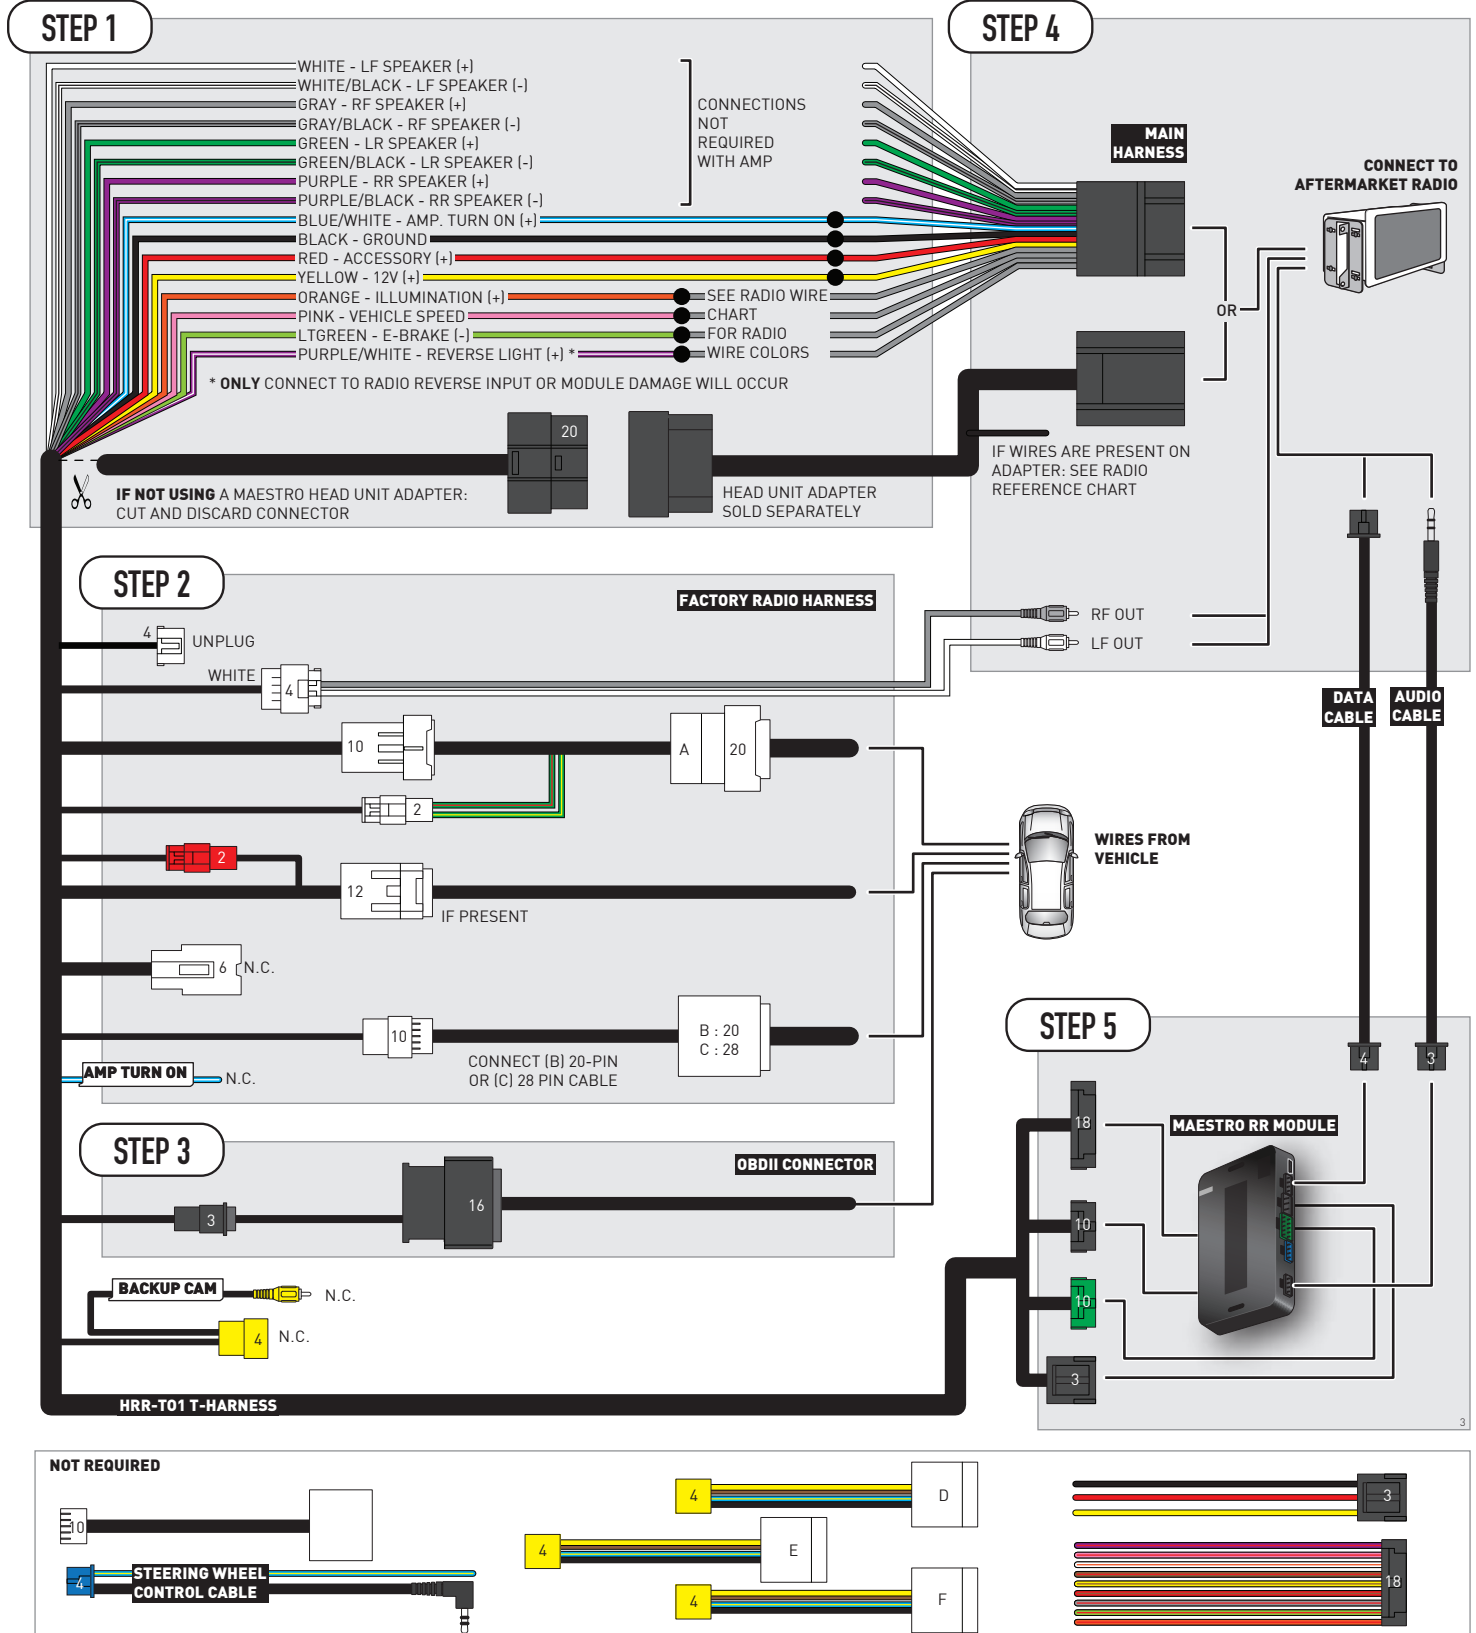 STEP 1
WHITE - LF SPEAKER (+)
WHITE/BLACK - LF SPEAKER (-)
GRAY - RF SPEAKER (+)
GRAY/BLACK - RF SPEAKER (-)
GREEN - LR SPEAKER (+)
GREEN/BLACK - LR SPEAKER (-)
PURPLE - RR SPEAKER (+)
PURPLE/BLACK - RR SPEAKER (-)
BLUE/WHITE - AMP. TURN ON (+)
BLACK - GROUND
RED - ACCESSORY (+)
YELLOW - 12V (+)
ORANGE - ILLUMINATION (+)
PINK - VEHICLE SPEED
LTGREEN - E-BRAKE (-)
PURPLE/WHITE - REVERSE LIGHT (+) *
CONNECTIONS
NOT
REQUIRED
WITH AMP
SEE RADIO WIRE
CHART
FOR RADIO
WIRE COLORS
* ONLY CONNECT TO RADIO REVERSE INPUT OR MODULE DAMAGE WILL OCCUR
20
IF NOT USING A MAESTRO HEAD UNIT ADAPTER:
CUT AND DISCARD CONNECTOR
HEAD UNIT ADAPTER
SOLD SEPARATELY
STEP 4
MAIN
HARNESS
CONNECT TO
AFTERMARKET RADIO
OR
IF WIRES ARE PRESENT ON
ADAPTER: SEE RADIO
REFERENCE CHART
RF OUT
LF OUT
DATA
CABLE
AUDIO
CABLE
STEP 2
FACTORY RADIO HARNESS
4
UNPLUG
WHITE
4
10
A
20
2
2
12
IF PRESENT
6
N.C.
10
B : 20
C : 28
CONNECT (B) 20-PIN
OR (C) 28 PIN CABLE
AMP TURN ON
N.C.
WIRES FROM
VEHICLE
STEP 3
OBDII CONNECTOR
3
16
BACKUP CAM
N.C.
4
N.C.
HRR-TO1 T-HARNESS
STEP 5
4
3
18
MAESTRO RR MODULE
10
10
3
3
NOT REQUIRED
10
4
STEERING WHEEL
CONTROL CABLE
4
D
4
E
4
F
3
18